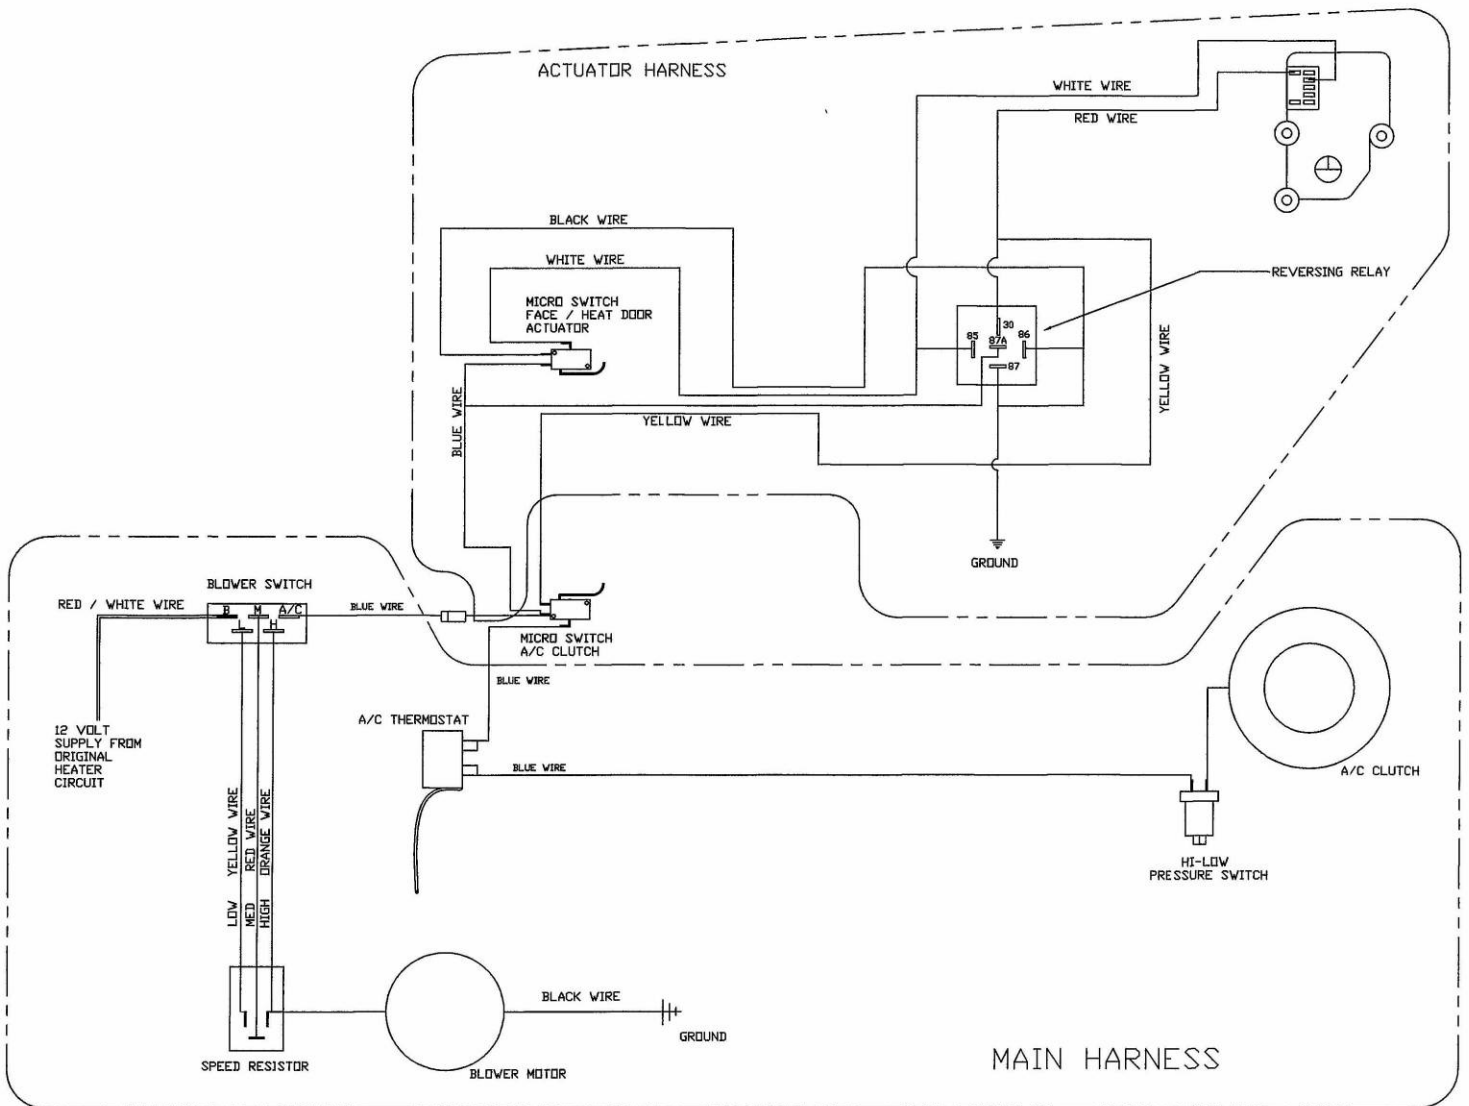 ACTUATOR HARNESS
WHITE WIRE
RED WIRE
BLACK WIRE
WHITE WIRE
MICRO SWITCH
FACE / HEAT DOOR
ACTUATOR
REVERSING RELAY
30
85
87A
86
87
YELLOW WIRE
BLUE WIRE
YELLOW WIRE
GROUND
BLOWER SWITCH
RED / WHITE WIRE
B
M
A/C
L
H
BLUE WIRE
MICRO SWITCH
A/C CLUTCH
BLUE WIRE
12 VOLT
SUPPLY FROM
ORIGINAL
HEATER
CIRCUIT
A/C THERMOSTAT
BLUE WIRE
A/C CLUTCH
HI-LOW
PRESSURE SWITCH
LOW YELLOW WIRE
MED RED WIRE
HIGH ORANGE WIRE
BLACK WIRE
GROUND
SPEED RESISTOR
BLOWER MOTOR
MAIN HARNESS